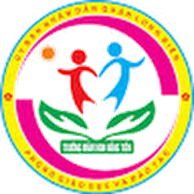 ỦY BAN NHÂN DÂN QUẬN LONG BIÊN
TRƯỜNG MẦM NON HỒNG TIẾN
PHÒNG GIÁO DỤC VÀ ĐÀO TẠO